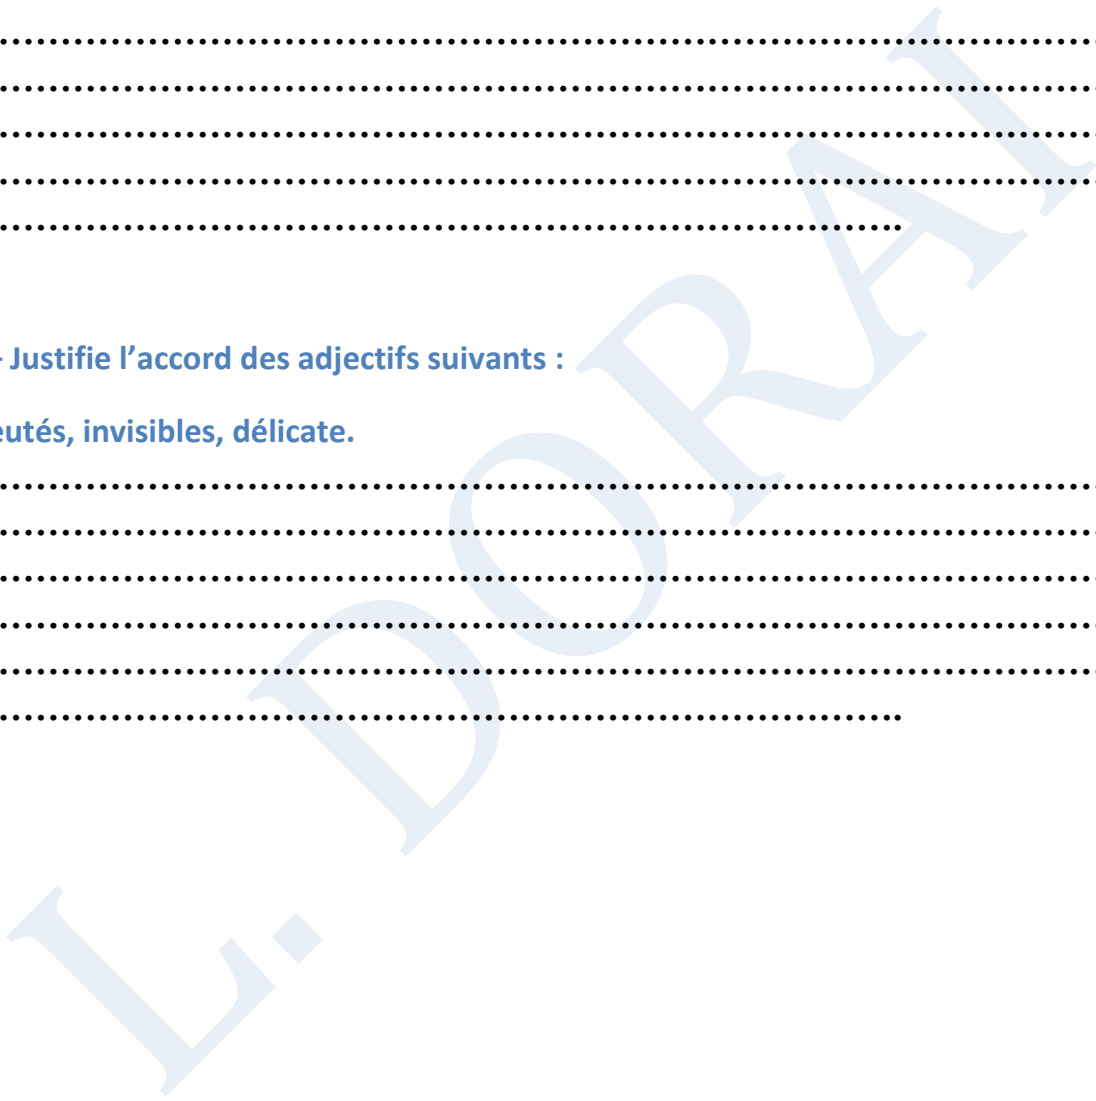 - Justifie l’accord des adjectifs suivants :
eutés, invisibles, délicate.
L. DORAI